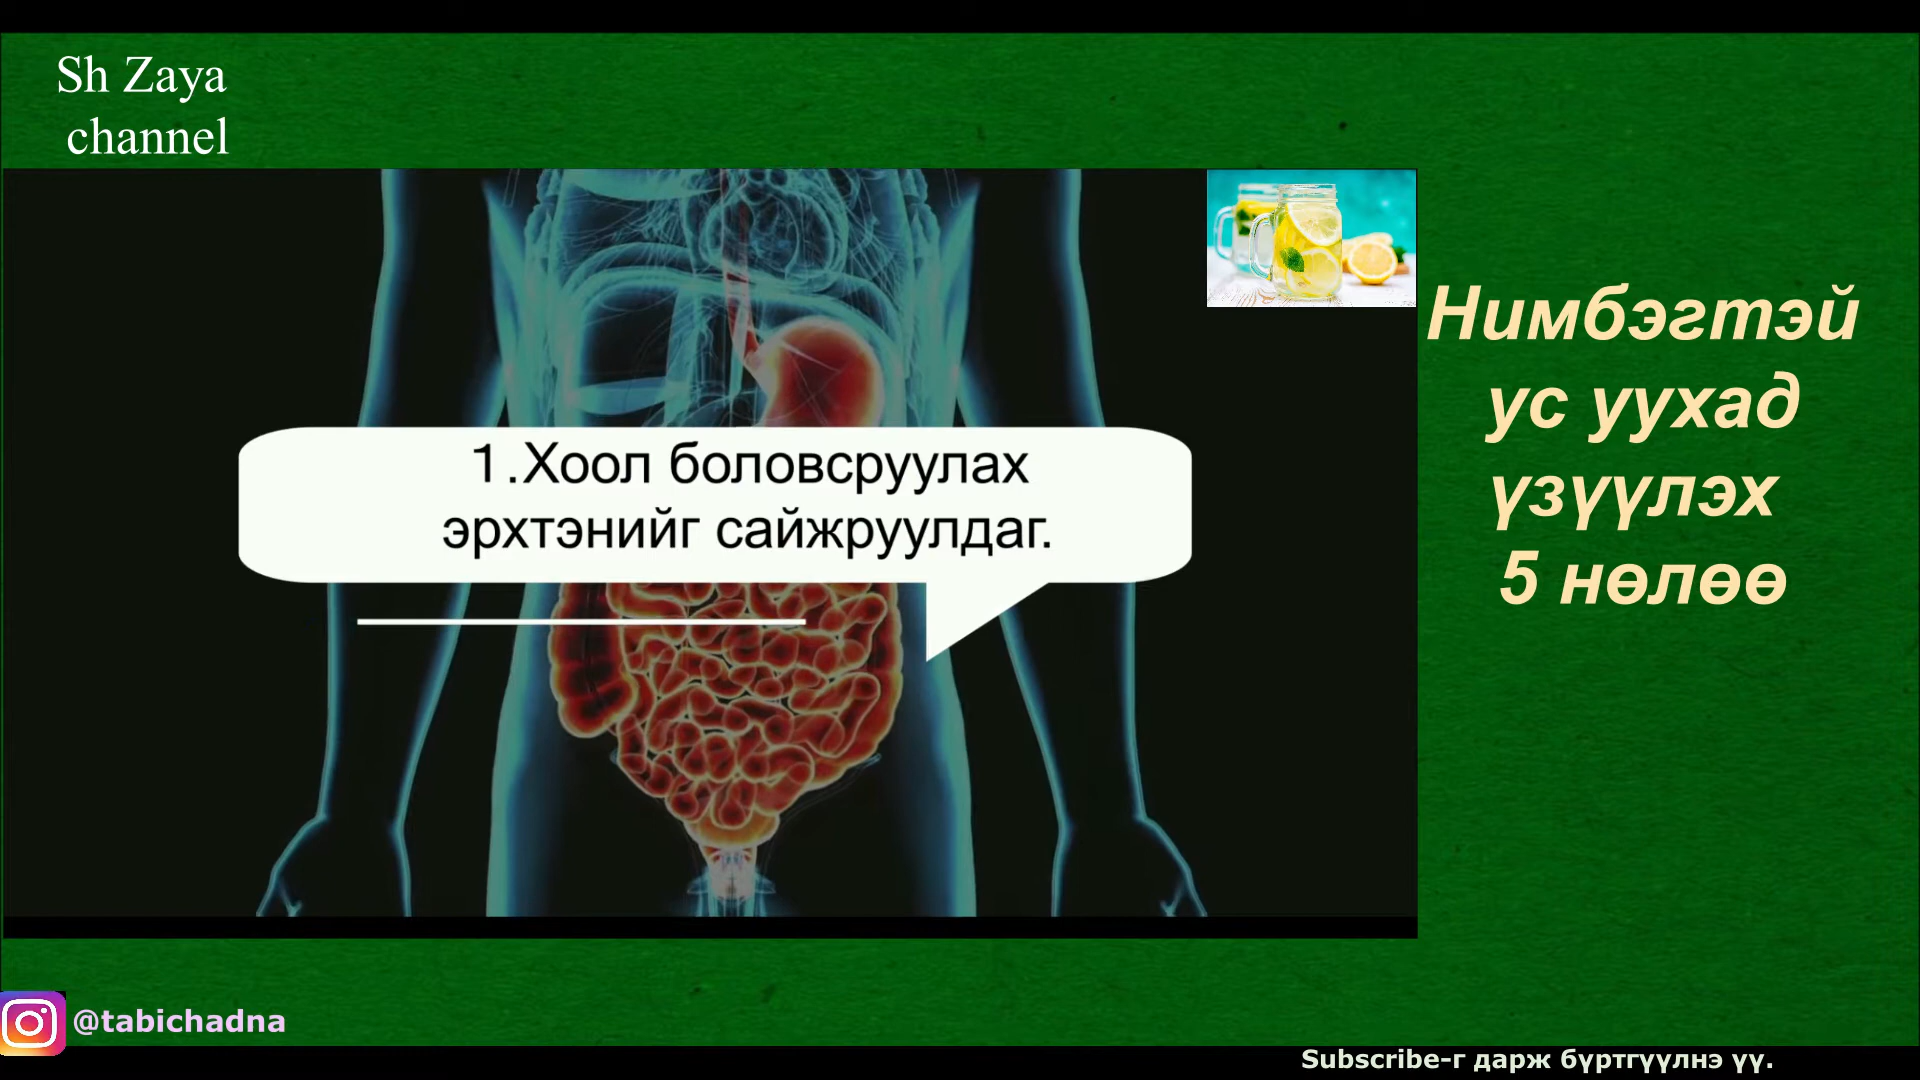 Sh Zaya
channel
1.Хоол боловсруулах
эрхтэнийг сайжруулдаг.
Нимбэгтэй
ус уухад
үзүүлэх
5 нөлөө
@tabichadna
Subscribe-г дарж бүртгүүлнэ үү.